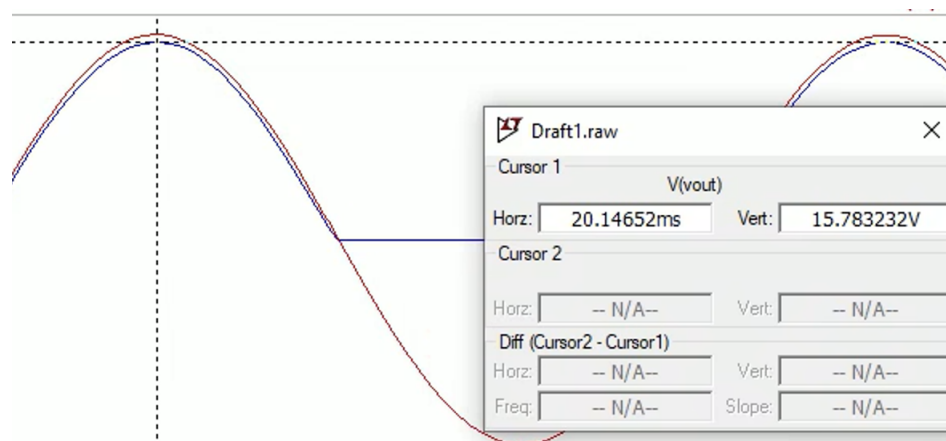 Draft1.raw
Cursor 1
V(vout)
Horz: 20.14652ms Vert: 15.783232V
Cursor 2
Horz: -- N/A-- Vert: -- N/A--
Diff (Cursor2 - Cursor1)
Horz: -- N/A-- Vert: -- N/A--
Freq: -- N/A-- Slope: -- N/A--